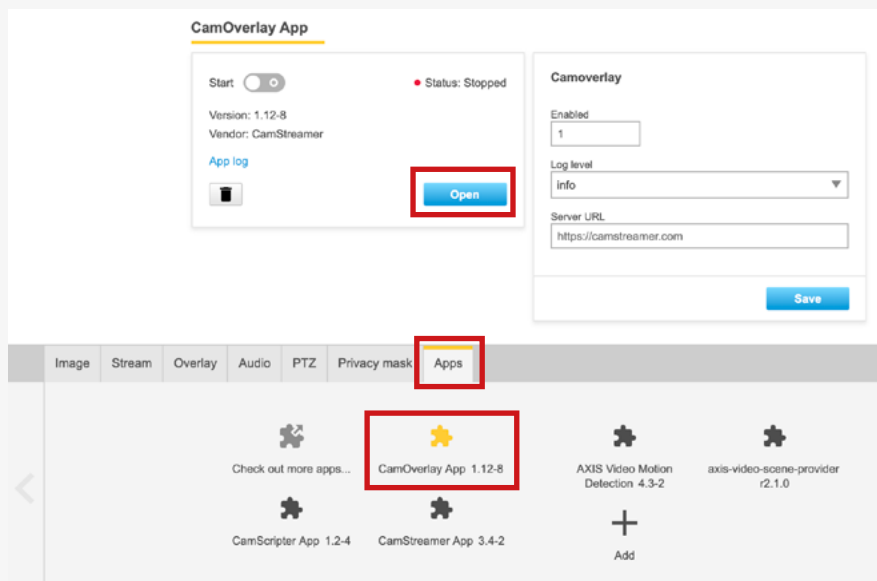 CamOverlay App
Start
Status: Stopped
Version: 1.12-8
Vendor: CamStreamer
App log
Open
Camoverlay
Enabled
1
Log level
info
Server URL
https://camstreamer.com
Save
Image Stream Overlay Audio PTZ Privacy mask Apps
Check out more apps... CamOverlay App 1.12-8 AXIS Video Motion axis-video-scene-provider
Detection 4.3-2 r2.1.0
CamScripter App 1.2-4 CamStreamer App 3.4-2
Add